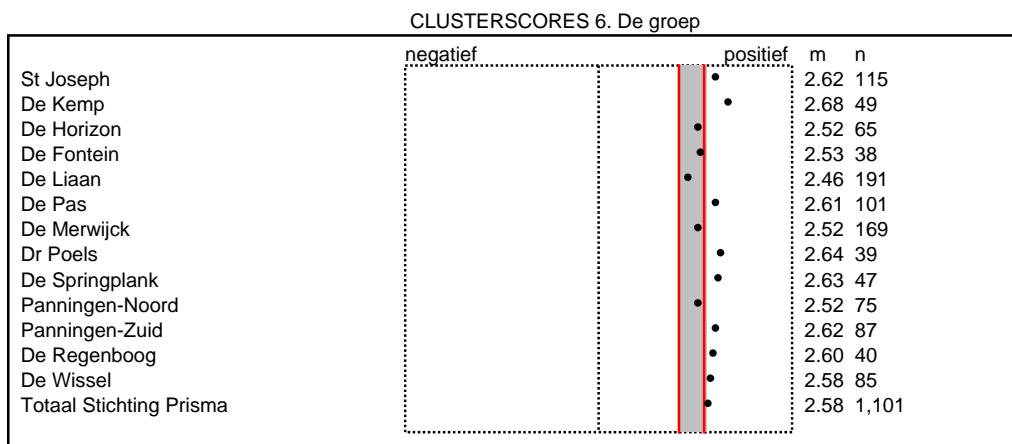 CLUSTERSCORES 6. De groep
negatief positief m n
St Joseph 2.62 115
De Kemp 2.68 49
De Horizon 2.52 65
De Fontein 2.53 38
De Liaan 2.46 191
De Pas 2.61 101
De Merwijck 2.52 169
Dr Poels 2.64 39
De Springplank 2.63 47
Panningen-Noord 2.52 75
Panningen-Zuid 2.62 87
De Regenboog 2.60 40
De Wissel 2.58 85
Totaal Stichting Prisma 2.58 1,101